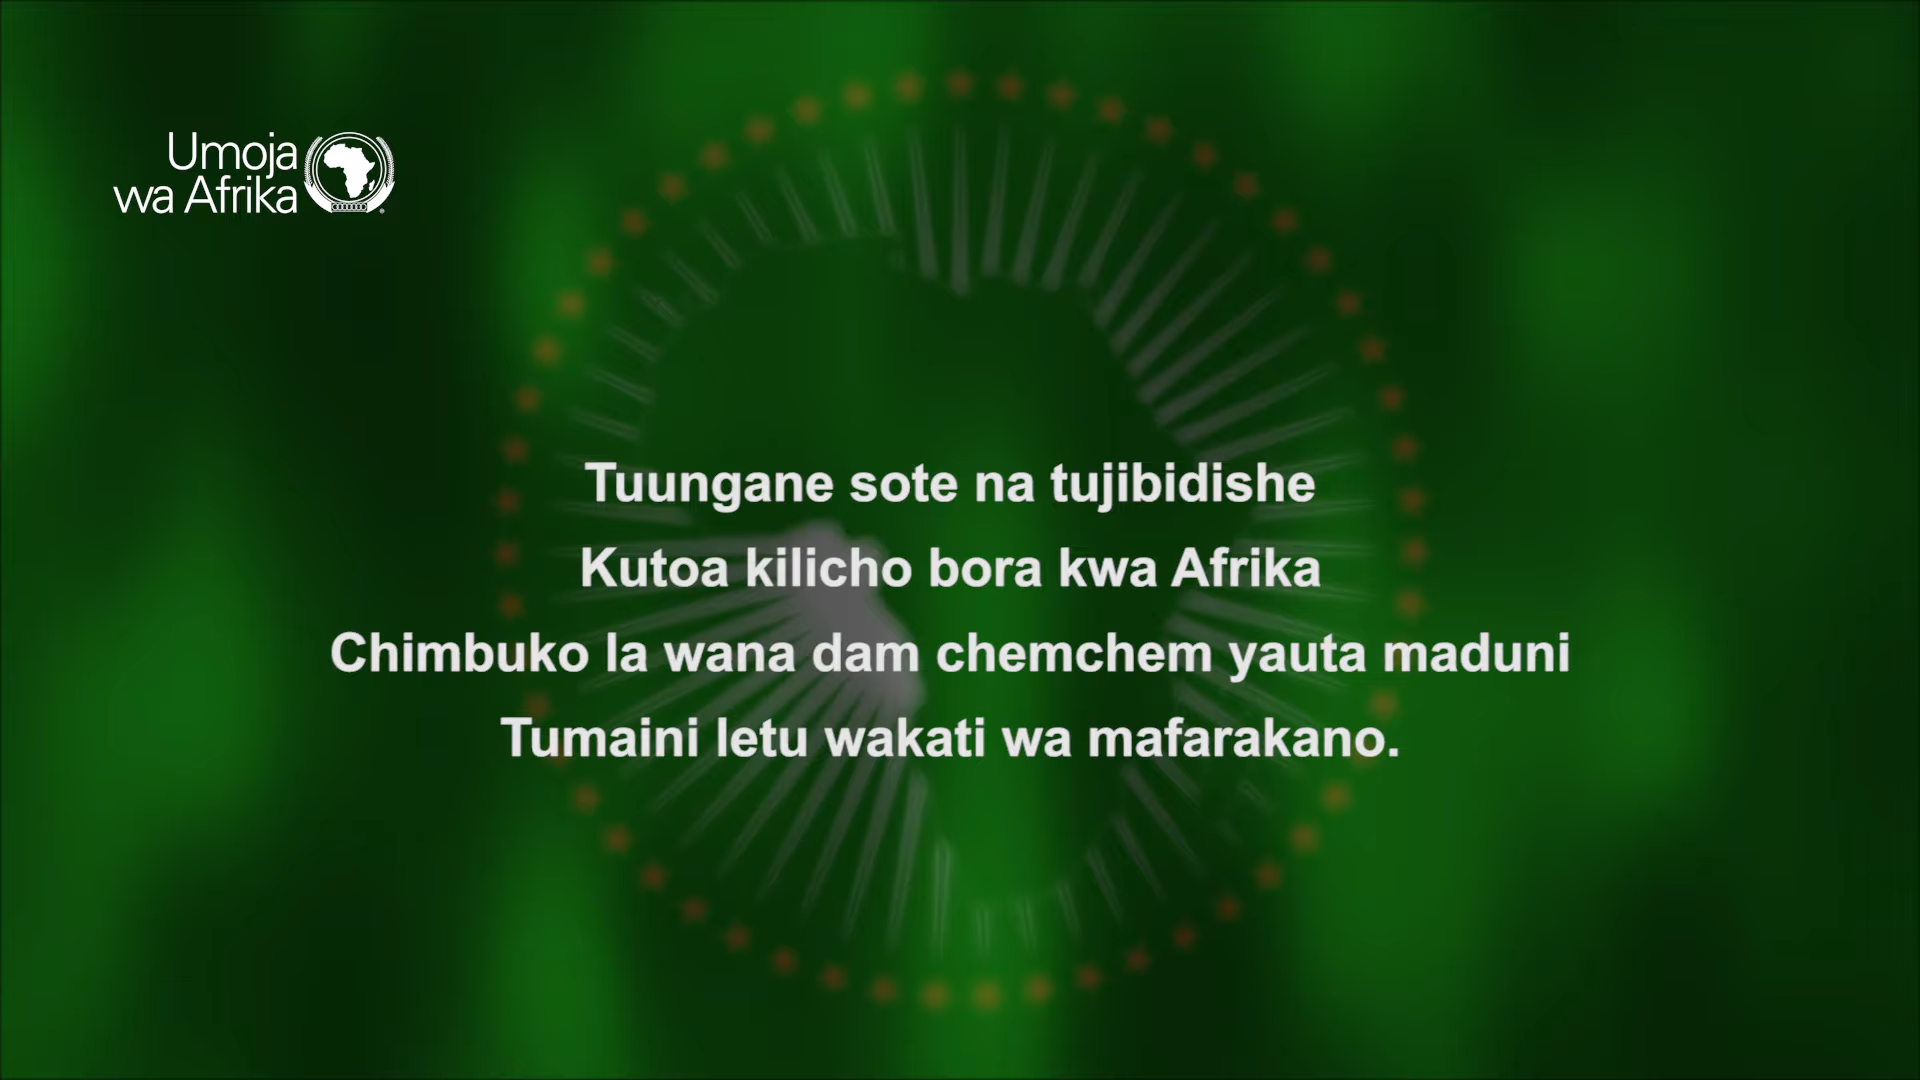 Umoja
wa Afrika
Tuungane sote na tujibidishe
Kutoa kilicho bora kwa Afrika
Chimbuko la wana dam chemchem yauta maduni
Tumaini letu wakati wa mafarakano.